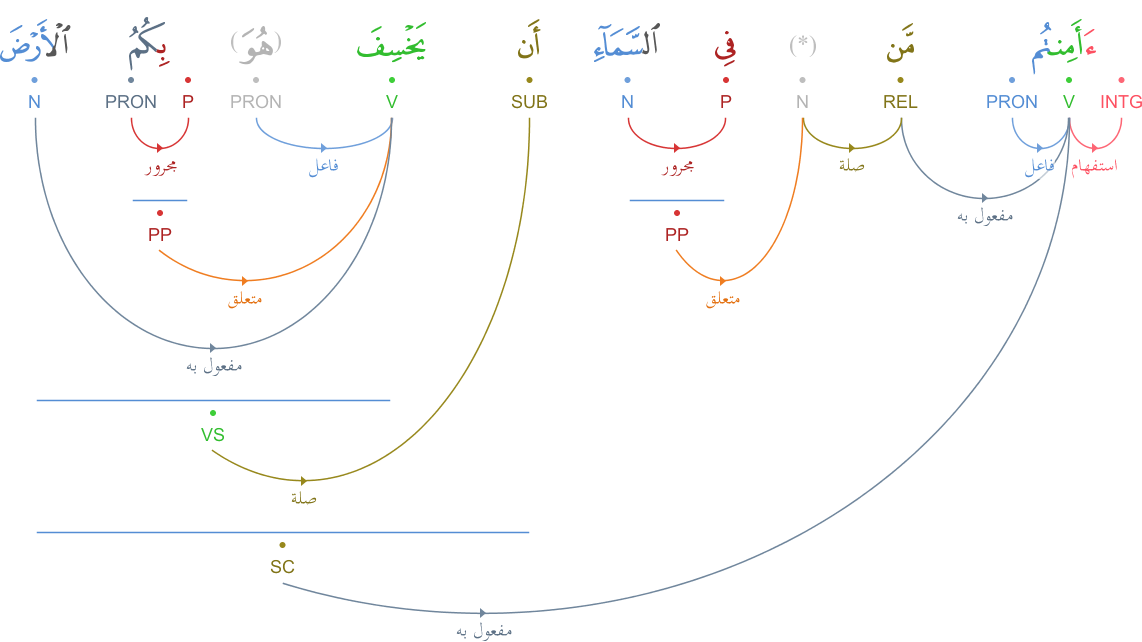 ءَأَمِنتُم مَّن (*) فِى ٱلسَّمَآءِ أَن يَخْسِفَ (هُوَ) بِكُمُ ٱلْأَرْضَ
INTG V PRON REL N P N SUB V PRON P PRON N
استفهام فاعل صلة مجرور فاعل مجرور
مفعول به
PP PP
متعلق متعلق
مفعول به
VS
صلة
SC
مفعول به